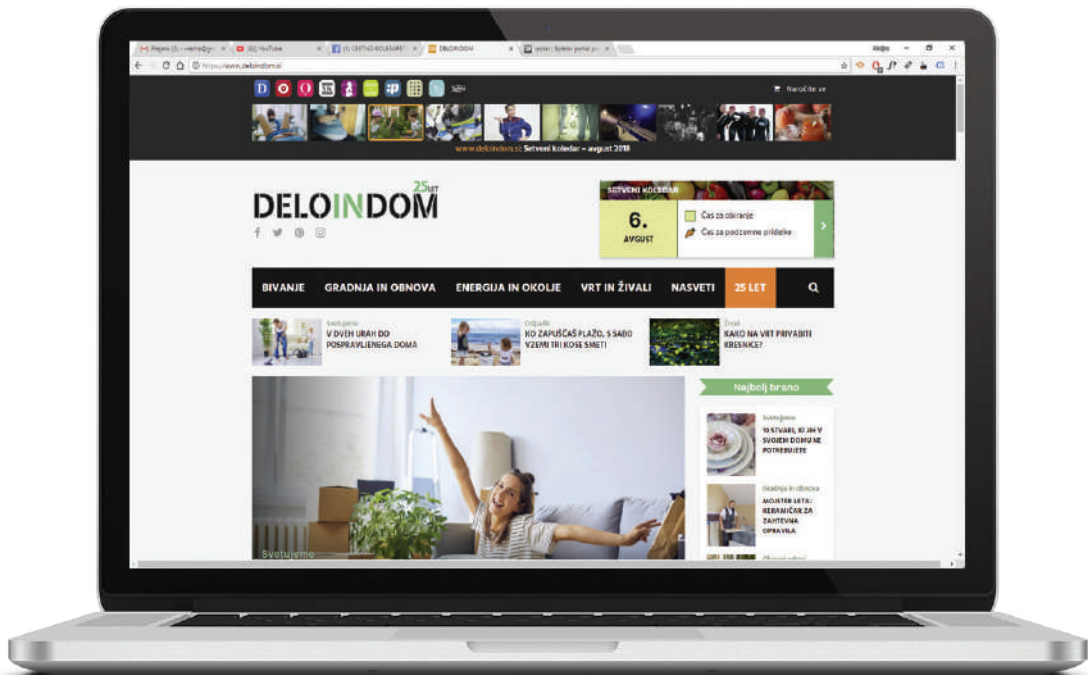 YouTube
DELOINDOM
https://www.deloindom.si
Naročite se
www.deloindom.si: Setveni koledar – avgust 2018
25 LET
DELOINDOM
SETVENI KOLEDAR
6.
AVGUST
Čas za obiranje
Čas za podzemne pridelke
BIVANJE
GRADNJA IN OBNOVA
ENERGIJA IN OKOLJE
VRT IN ŽIVALI
NASVETI
25 LET
Svetujemo
V DVEH URAH DO
POSPRAVLJENEGA DOMA
Odpadki
KO ZAPUŠČAŠ PLAŽO, S SABO
VZEMI TRI KOSE SMETI
KAKO NA VRT PRIVABITI
KRESNICE?
Svetujemo
Najbolj brano
Svetujemo
10 STVARI, KI JIH V
SVOJEM DOMU NE
POTREBUJETE
Gradnja in obnova
MOJSTER LETA:
KERAMIČAR ZA
ZAHTEVNA
OPRAVILA